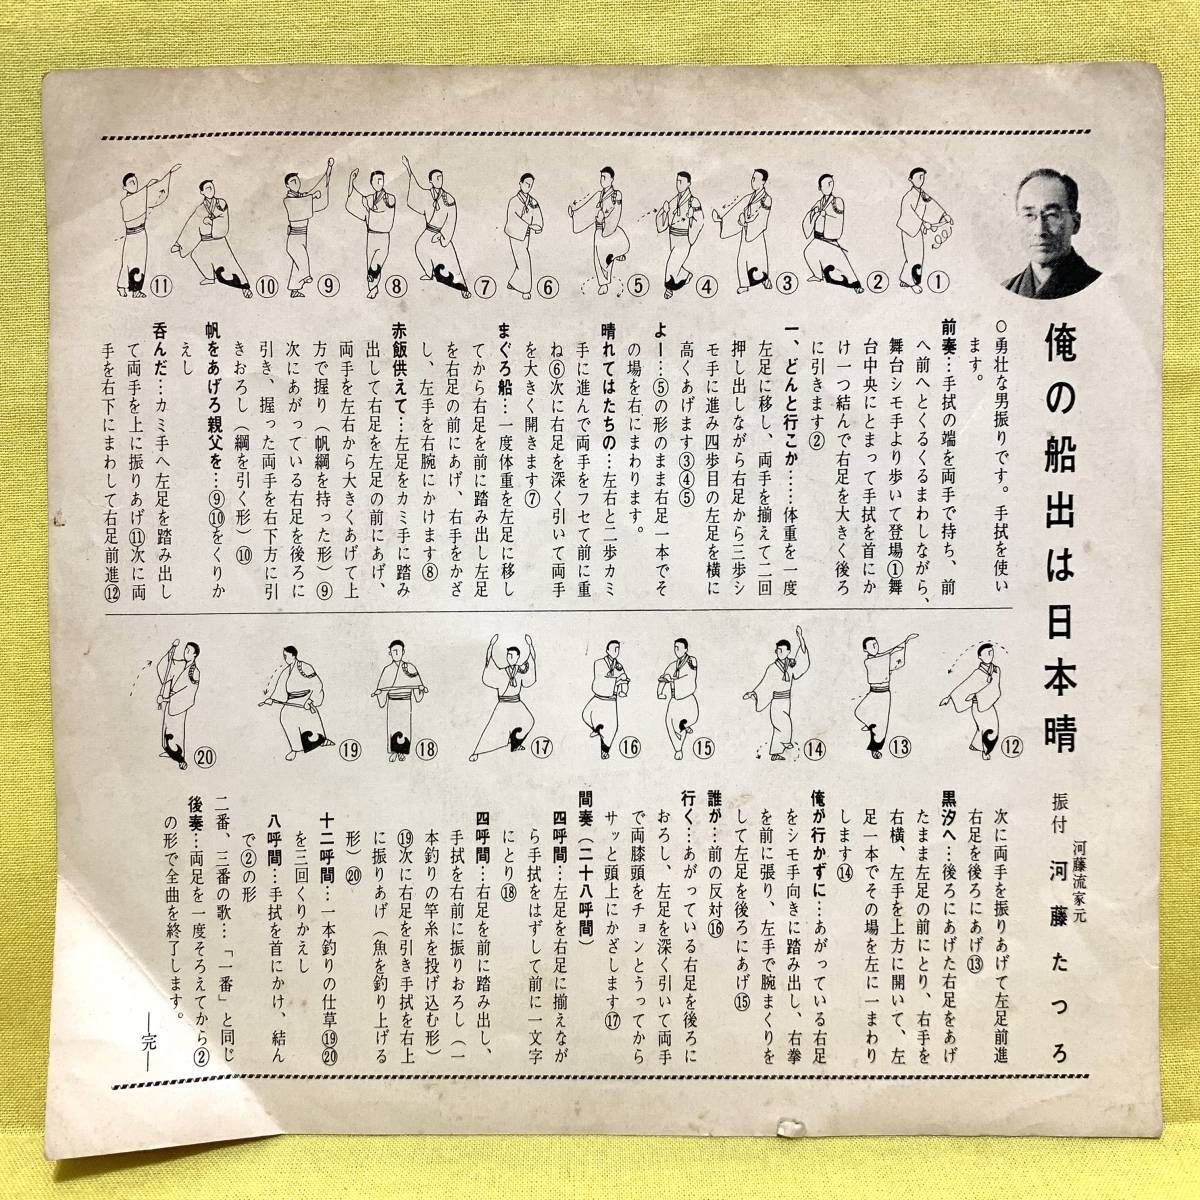 俺の船出は日本晴
振付
河藤流家元
河藤たつろ
①
②
③
④
⑤
⑥
⑦
⑧
⑨
⑩
⑪
○勇壮な男振りです。手拭を使い
ます。
前奏…手拭の端を両手で持ち、前
へ前へとくるくるまわしながら、
舞台シモ手より歩いて登場①舞
台中央にとまって手拭を首にか
け一つ結んで右足を大きく後ろ
に引きます②
一、どんと行こか……体重を一度
左足に移し、両手を揃えて二回
押し出しながら右足から三歩シ
モ手に進み四歩目の左足を横に
高くあげます③④⑤
よー…⑤の形のまま右足一本でそ
の場を右にまわります。
晴れてはたちの…左右と二歩カミ
手に進んで両手をフセて前に重
ね⑥次に右足を深く引いて両手
を大きく開きます⑦
まぐろ船…一度体重を左足に移し
てから右足を前に踏み出し左足
を右足の前にあげ、右手をかざ
し、左手を右腕にかけます⑧
赤飯供えて…左足をカミ手に踏み
出して右足を左足の前にあげ、
両手を左右から大きくあげて上
方で握り（帆綱を持った形）⑨
次にあがっている右足を後ろに
引き、握った両手を右下方に引
きおろし（綱を引く形）⑩
帆をあげろ親父を…⑨⑩をくりか
えし
呑んだ…カミ手へ左足を踏み出し
て両手を上に振りあげ⑪次に両
手を右下にまわして右足前進⑫
⑫
⑬
⑭
⑮
⑯
⑰
⑱
⑲
⑳
次に両手を振りあげて左足前進
右足を後ろにあげ⑬
黒汐へ…後ろにあげた右足をあげ
たまま左足の前にとり、右手を
右横、左手を上方に開いて、左
足一本でその場を左に一まわり
します⑭
俺が行かずに…あがっている右足
をシモ手向きに踏み出し、右拳
を前に張り、左手で腕まくりを
して左足を後ろにあげ⑮
誰が…前の反対⑯
行く…あがっている右足を後ろに
おろし、左足を深く引いて両手
で両膝頭をチョンとうってから
サッと頭上にかざします⑰
間奏（二十八呼間）
四呼間…左足を右足に揃えなが
ら手拭をはずして前に一文字
にとり⑱
四呼間…右足を前に踏み出し、
手拭を右前に振りおろし（一
本釣りの竿糸を投げ込む形）
⑲次に右足を引き手拭を右上
に振りあげ（魚を釣り上げる
形）⑳
十二呼間…一本釣りの仕草⑲⑳
を三回くりかえし
八呼間…手拭を首にかけ、結ん
で②の形
二番、三番の歌…「一番」と同じ
後奏…両足を一度そろえてから②
の形で全曲を終了します。
―完―